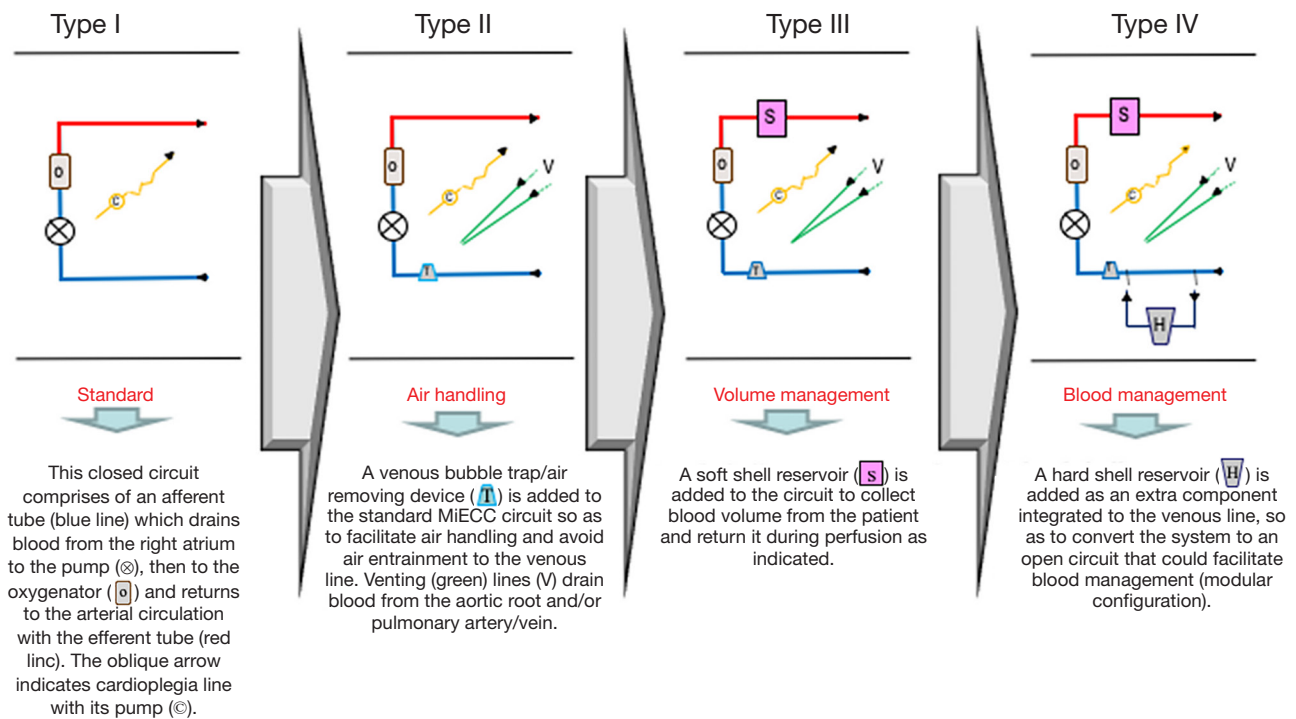 Type I
Type II
Type III
Type IV
O
C
O
C
V
T
S
O
C
V
T
S
O
C
V
T
H
Standard
Air handling
Volume management
Blood management
This closed circuit
comprises of an afferent
tube (blue line) which drains
blood from the right atrium
to the pump (⊗), then to the
oxygenator ( o ) and returns
to the arterial circulation
with the efferent tube (red
linc). The oblique arrow
indicates cardioplegia line
with its pump (©).
A venous bubble trap/air
removing device ( T ) is added to
the standard MiECC circuit so as
to facilitate air handling and avoid
air entrainment to the venous
line. Venting (green) lines (V) drain
blood from the aortic root and/or
pulmonary artery/vein.
A soft shell reservoir ( s ) is
added to the circuit to collect
blood volume from the patient
and return it during perfusion as
indicated.
A hard shell reservoir ( H ) is
added as an extra component
integrated to the venous line, so
as to convert the system to an
open circuit that could facilitate
blood management (modular
configuration).